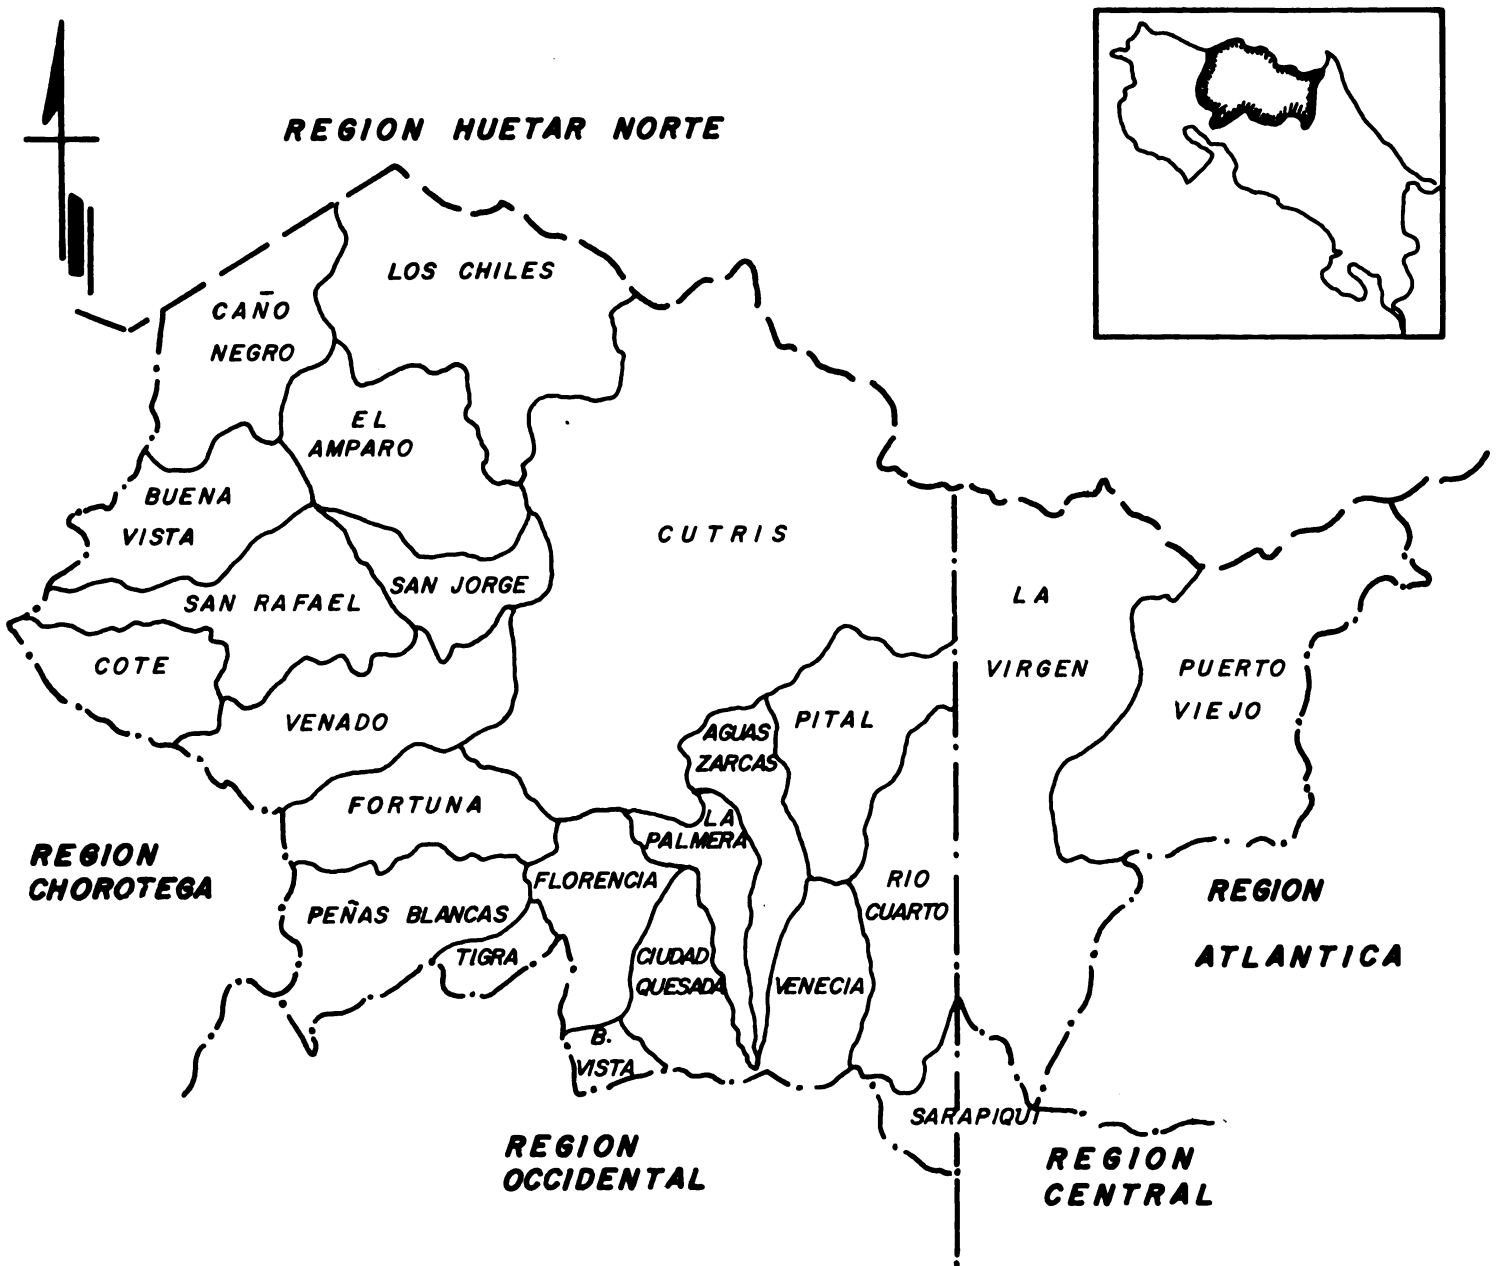 REGION HUETAR NORTE
LOS CHILES
CAÑO
NEGRO
EL
AMPARO
BUENA
VISTA
CUTRIS
SAN JORGE
SAN RAFAEL
LA
VIRGEN
COTE
PUERTO
VIEJO
VENADO
PITAL
AGUAS
ZARCAS
FORTUNA
LA
PALMERA
REGION
CHOROTEGA
FLORENCIA
RIO
CUARTO
REGION
ATLANTICA
PEÑAS BLANCAS
TIGRA
CIUDAD
QUESADA
VENECIA
B.
VISTA
SARAPIQUÍ
REGION
OCCIDENTAL
REGION
CENTRAL